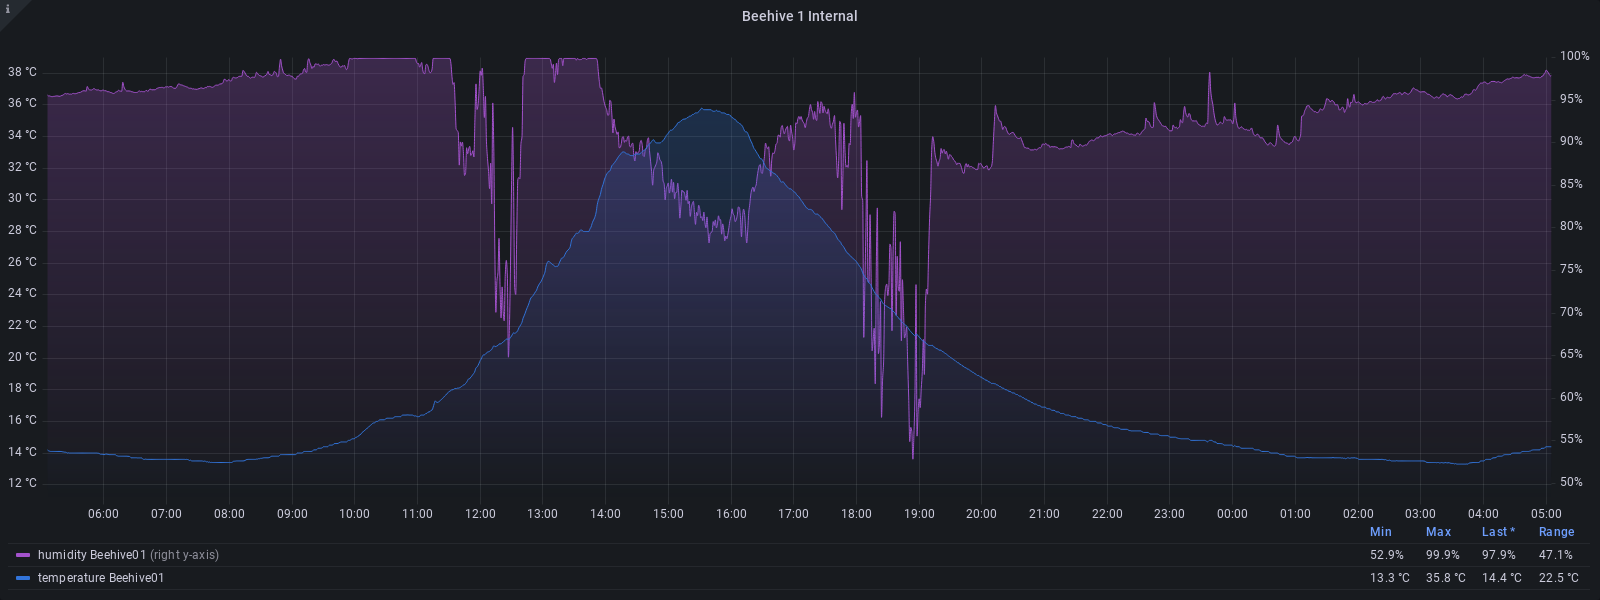 i
Beehive 1 Internal
38 °C
36 °C
34 °C
32 °C
30 °C
28 °C
26 °C
24 °C
22 °C
20 °C
18 °C
16 °C
14 °C
12 °C
100%
95%
90%
85%
80%
75%
70%
65%
60%
55%
50%
06:00 07:00 08:00 09:00 10:00 11:00 12:00 13:00 14:00 15:00 16:00 17:00 18:00 19:00 20:00 21:00 22:00 23:00 00:00 01:00 02:00 03:00 04:00 05:00
Min Max Last * Range
humidity Beehive01 (right y-axis) 52.9% 99.9% 97.9% 47.1%
temperature Beehive01 13.3 °C 35.8 °C 14.4 °C 22.5 °C